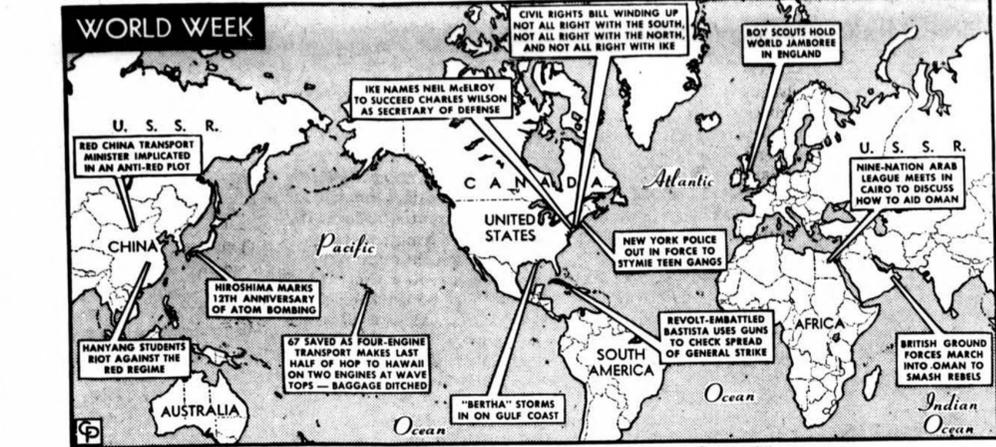 WORLD WEEK
CIVIL RIGHTS BILL WINDING UP
NOT ALL RIGHT WITH THE SOUTH,
NOT ALL RIGHT WITH THE NORTH,
AND NOT ALL RIGHT WITH IKE
BOY SCOUTS HOLD
WORLD JAMBOREE
IN ENGLAND
IKE NAMES NEIL McELROY
TO SUCCEED CHARLES WILSON
AS SECRETARY OF DEFENSE
U. S. S. R.
RED CHINA TRANSPORT
MINISTER IMPLICATED
IN AN ANTI-RED PLOT
U. S. S. R.
NINE-NATION ARAB
LEAGUE MEETS IN
CAIRO TO DISCUSS
HOW TO AID OMAN
CANADA
Atlantic
UNITED
STATES
CHINA
Pacific
NEW YORK POLICE
OUT IN FORCE TO
STYMIE TEEN GANGS
HIROSHIMA MARKS
12TH ANNIVERSARY
OF ATOM BOMBING
HANYANG STUDENTS
RIOT AGAINST THE
RED REGIME
67 SAVED AS FOUR-ENGINE
TRANSPORT MAKES LAST
HALF OF HOP TO HAWAII
ON TWO ENGINES AT WAVE
TOPS — BAGGAGE DITCHED
REVOLT-EMBATTLED
BASTISTA USES GUNS
TO CHECK SPREAD
OF GENERAL STRIKE
AFRICA
BRITISH GROUND
FORCES MARCH
INTO OMAN TO
SMASH REBELS
SOUTH
AMERICA
"BERTHA" STORMS
IN ON GULF COAST
AUSTRALIA
Ocean
Ocean
Indian
Ocean
CP